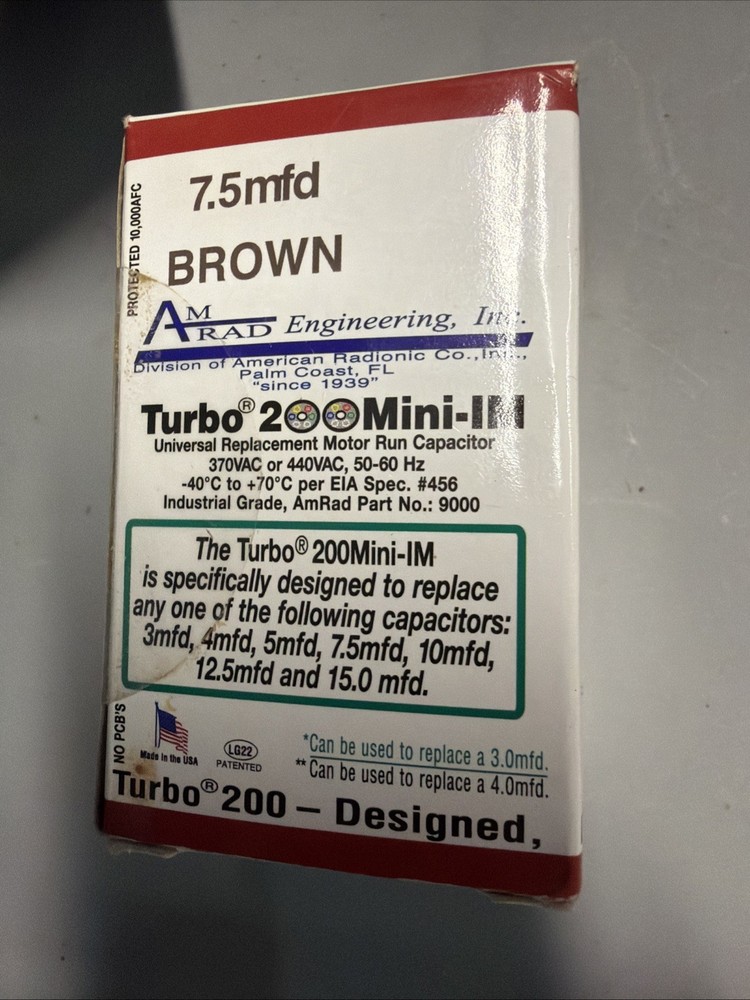 7.5mfd
BROWN
PROTECTED 10,000AFC
AM
RAD Engineering, Inc.
Division of American Radionic Co.,Inc.,
Palm Coast, FL
“since 1939”
Turbo® 200Mini-IM
Universal Replacement Motor Run Capacitor
370VAC or 440VAC, 50-60 Hz
-40°C to +70°C per EIA Spec. #456
Industrial Grade, AmRad Part No.: 9000
The Turbo® 200Mini-IM
is specifically designed to replace
any one of the following capacitors:
3mfd, 4mfd, 5mfd, 7.5mfd, 10mfd,
12.5mfd and 15.0 mfd.
NO PCB'S
Made in the USA
LG22
PATENTED
*Can be used to replace a 3.0mfd.
** Can be used to replace a 4.0mfd.
Turbo® 200 – Designed,